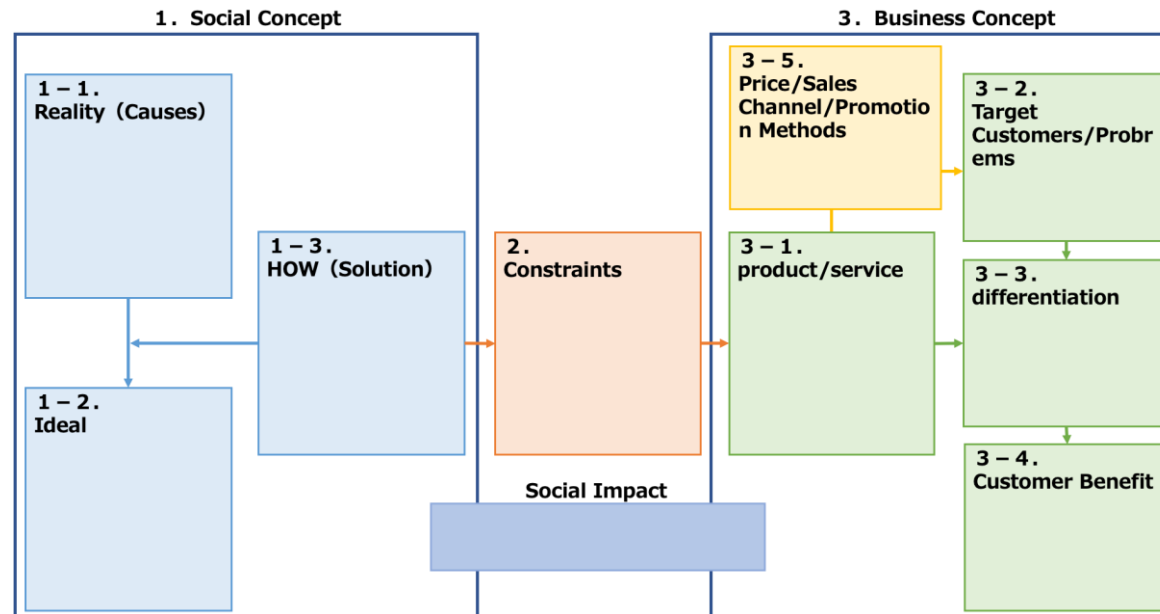 1. Social Concept
1－1.
Reality（Causes）
1－2.
Ideal
1－3.
HOW（Solution）
2.
Constraints
Social Impact
3. Business Concept
3－5.
Price/Sales
Channel/Promotio
n Methods
3－1.
product/service
3－2.
Target
Customers/Probr
ems
3－3.
differentiation
3－4.
Customer Benefit